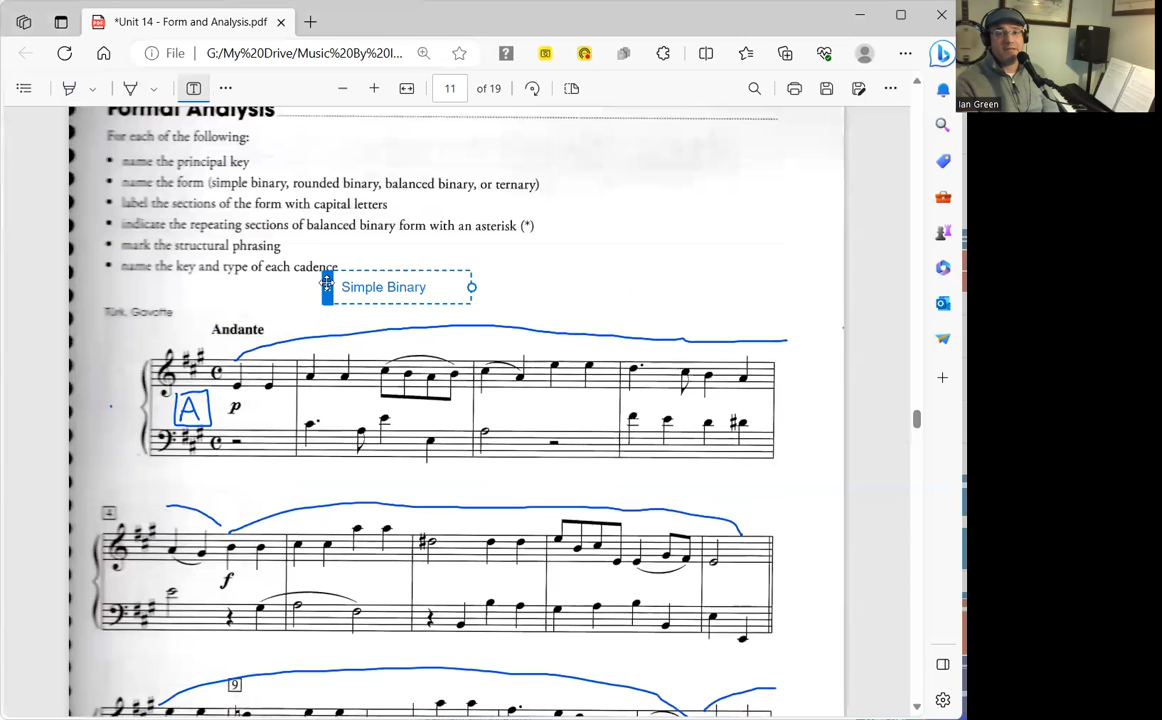 *Unit 14 - Form and Analysis.pdf
File G:/My%20Drive/Music%20By%20I...
11 of 19
Formal Analysis
For each of the following:
• name the principal key
• name the form (simple binary, rounded binary, balanced binary, or ternary)
• label the sections of the form with capital letters
• indicate the repeating sections of balanced binary form with an asterisk (*)
• mark the structural phrasing
• name the key and type of each cadence
Simple Binary
Türk, Gavotte
Andante
A
p
4
f
9
Ian Green